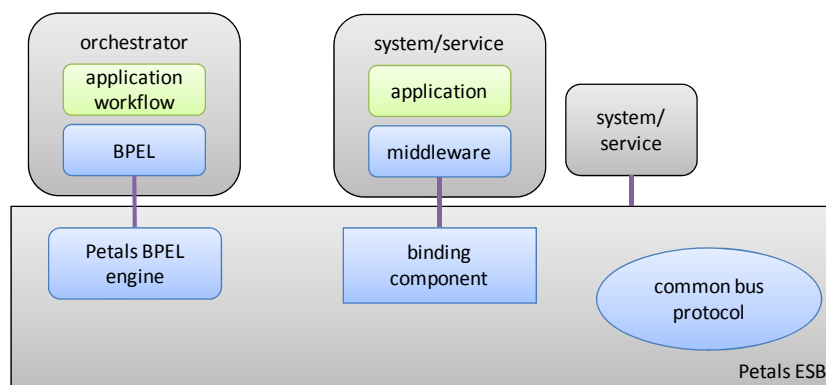 orchestrator
application
workflow
BPEL
system/service
application
middleware
system/
service
Petals BPEL
engine
binding
component
common bus
protocol
Petals ESB